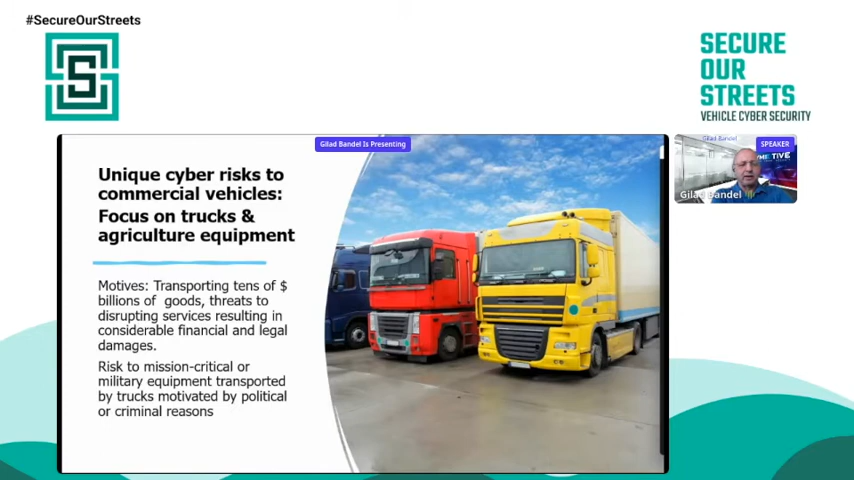 #SecureOurStreets
S
SECURE
OUR
STREETS
VEHICLE CYBER SECURITY
Gilad Bandel Is Presenting
Unique cyber risks to
commercial vehicles:
Focus on trucks &
agriculture equipment
Motives: Transporting tens of $
billions of goods, threats to
disrupting services resulting in
considerable financial and legal
damages.
Risk to mission-critical or
military equipment transported
by trucks motivated by political
or criminal reasons
Gilad Bandel
SPEAKER
Gilad Bandel